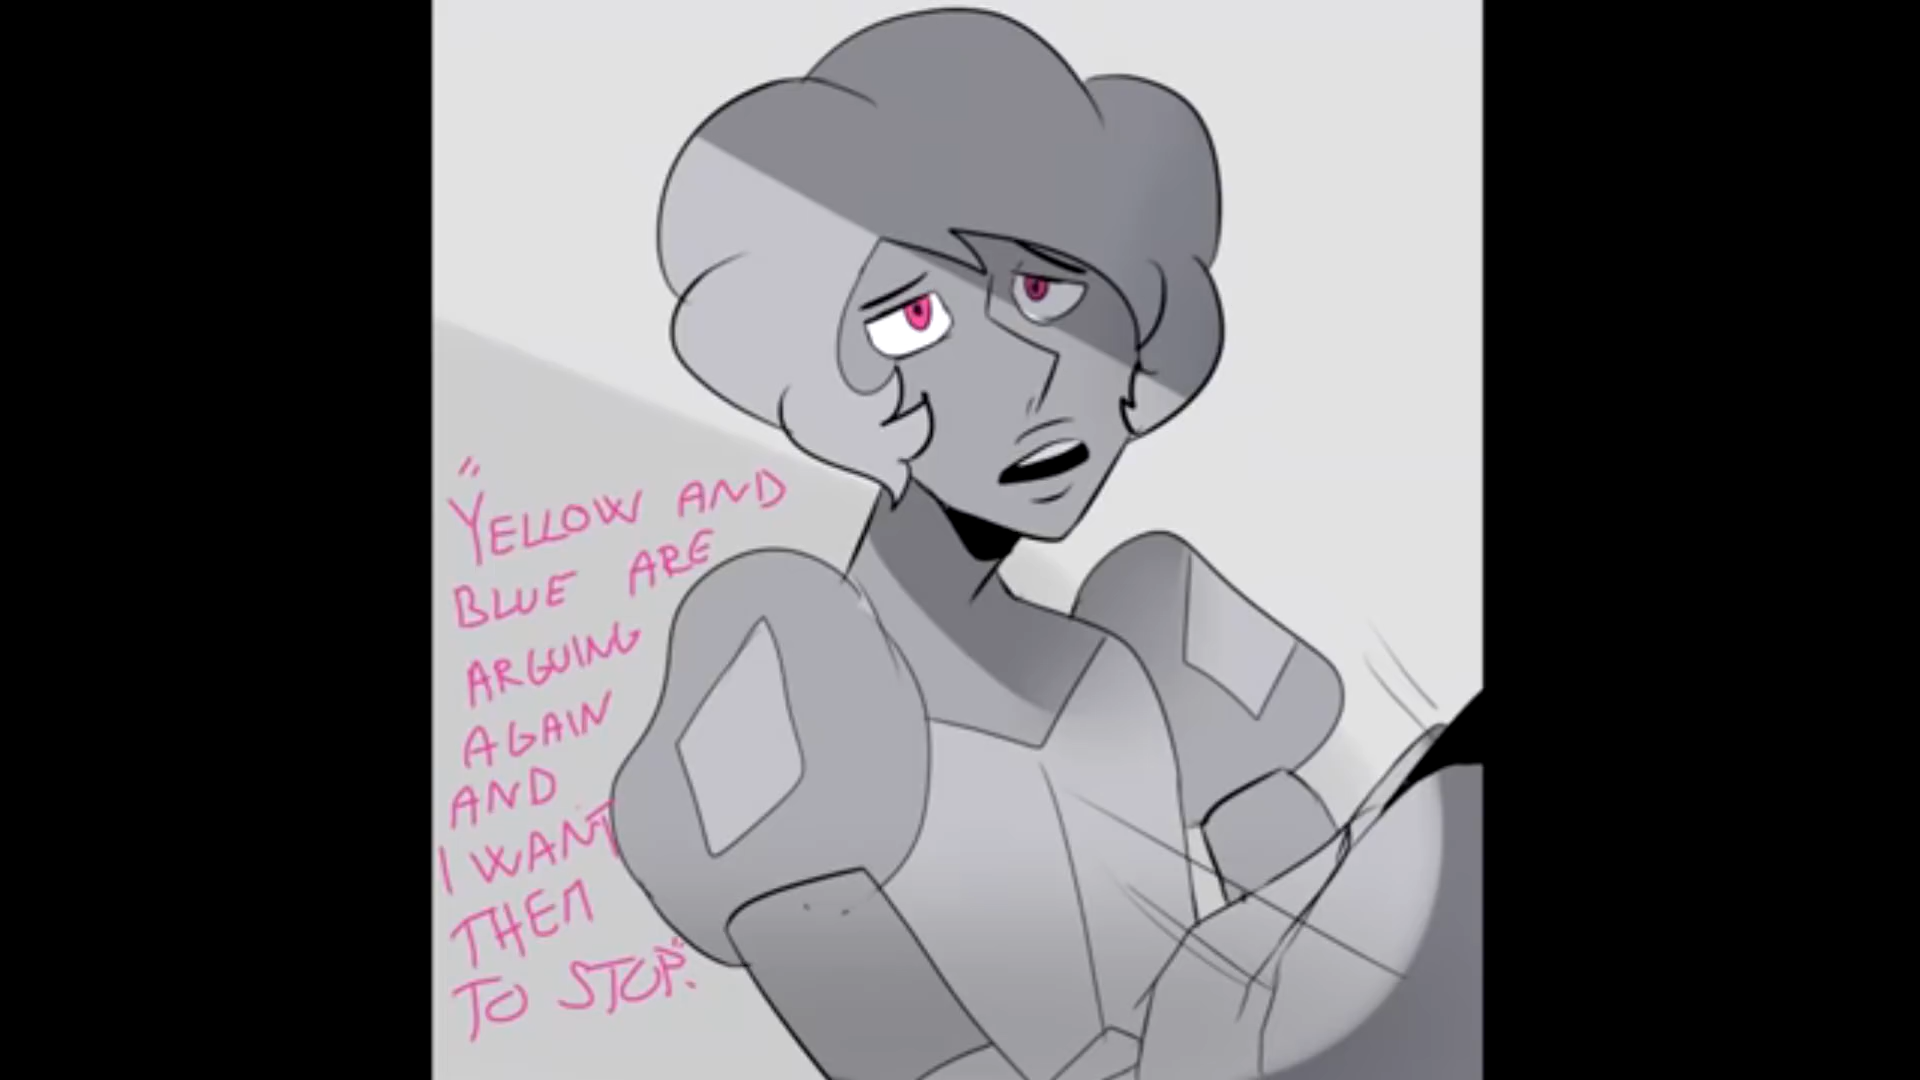 "YELLOW AND
BLUE ARE
ARGUING
AGAIN
AND
I WANT
THEM
TO STOP."